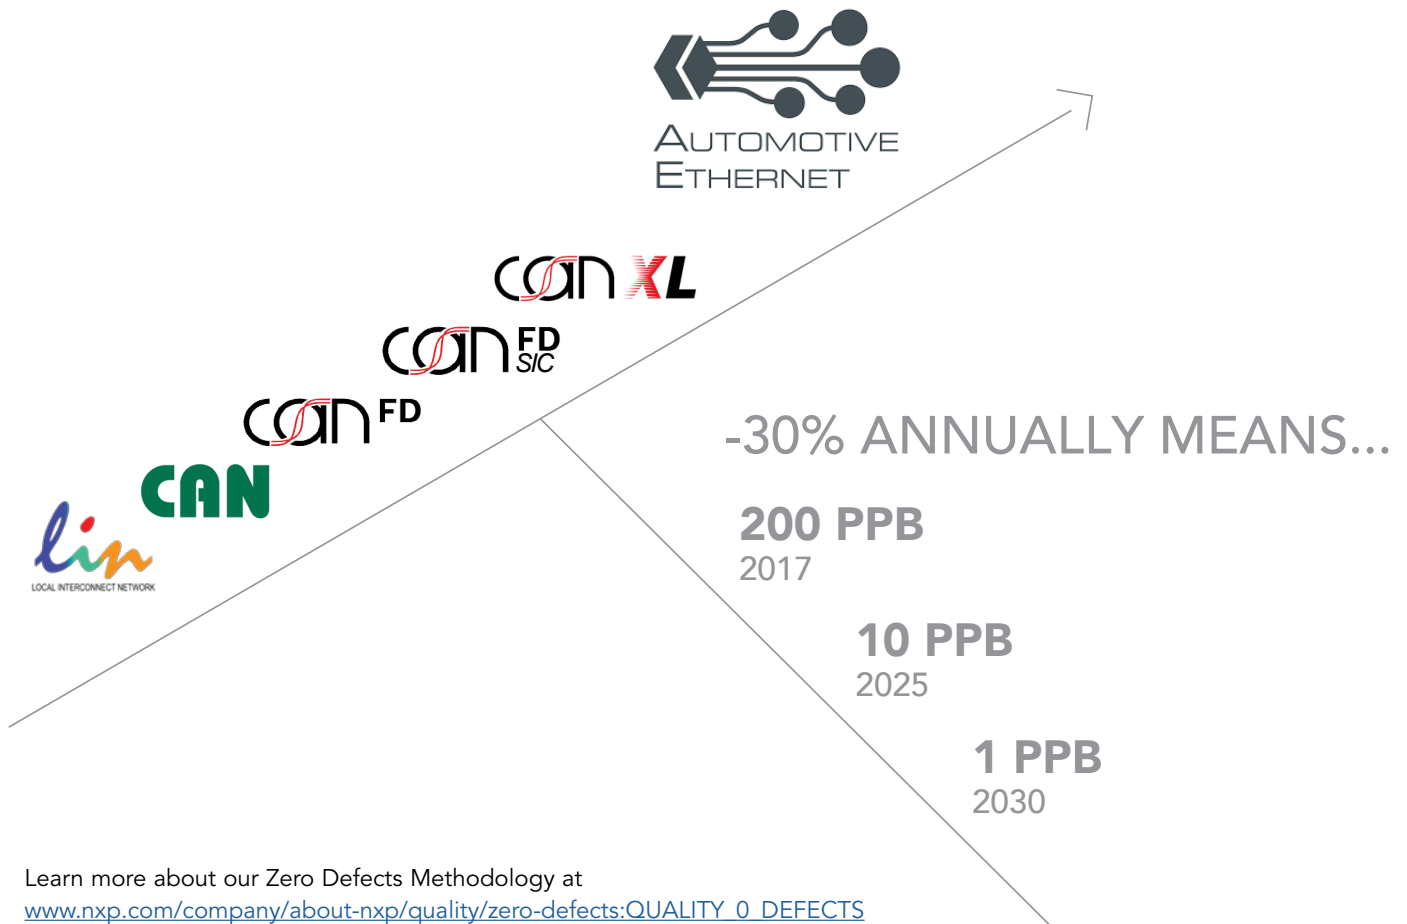 AUTOMOTIVE
ETHERNET
can XL
can FD
SIC
can FD
CAN
lin
LOCAL INTERCONNECT NETWORK
-30% ANNUALLY MEANS...
200 PPB
2017
10 PPB
2025
1 PPB
2030
Learn more about our Zero Defects Methodology at
www.nxp.com/company/about-nxp/quality/zero-defects:QUALITY_0_DEFECTS